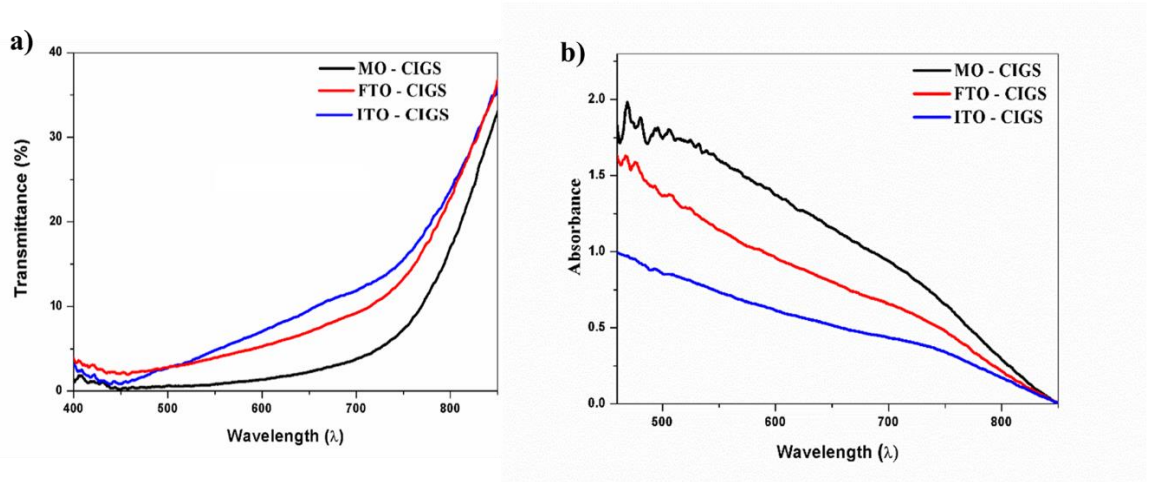 a)
40
30
20
10
0
400
500
600
700
800
Transmittance (%)
Wavelength (λ)
MO - CIGS
FTO - CIGS
ITO - CIGS
b)
2.0
1.5
1.0
0.5
0.0
500
600
700
800
Absorbance
Wavelength (λ)
MO - CIGS
FTO - CIGS
ITO - CIGS